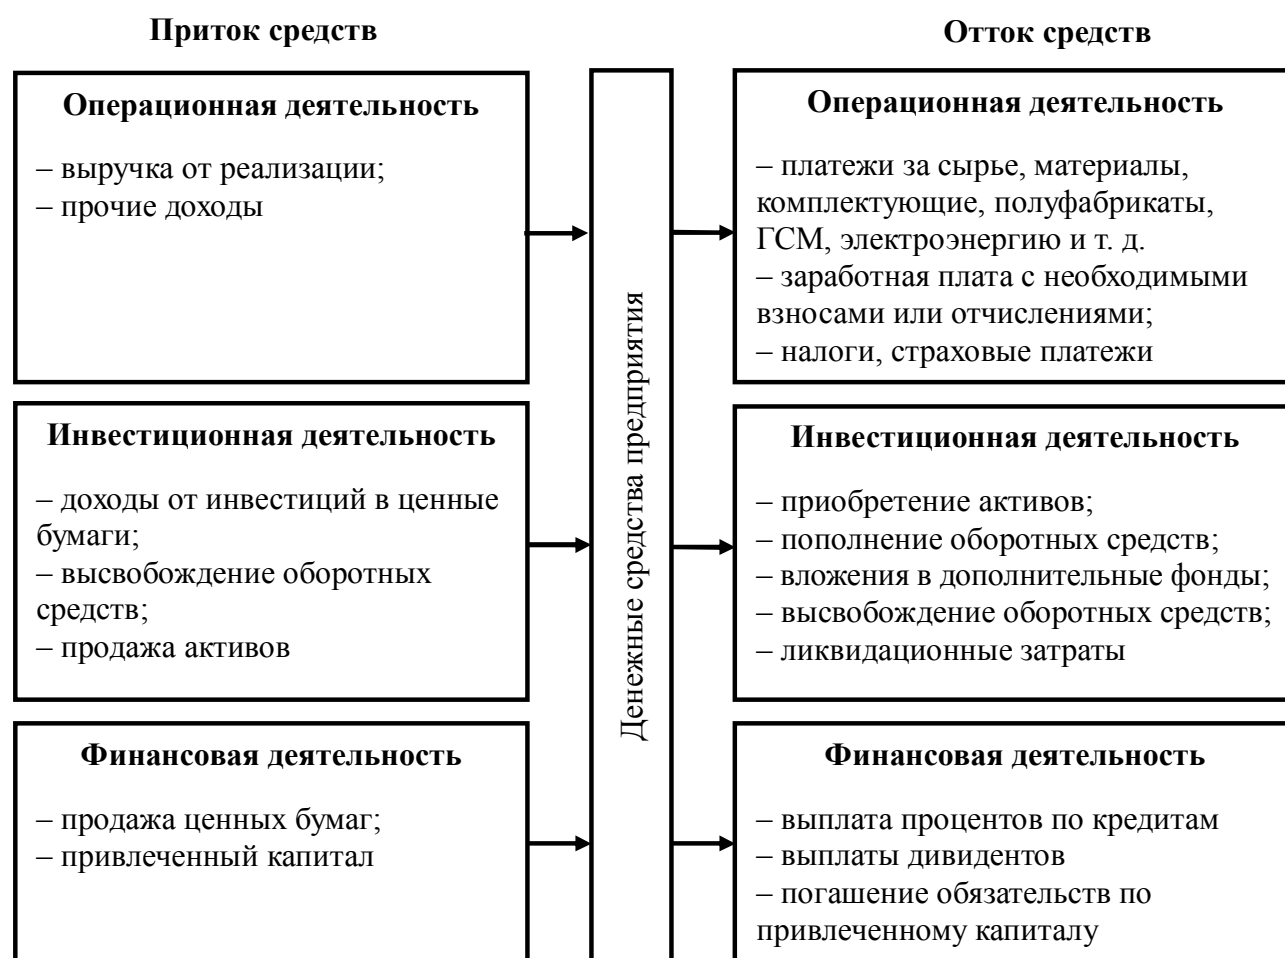 Приток средств
Операционная деятельность
– выручка от реализации;
– прочие доходы
Инвестиционная деятельность
– доходы от инвестиций в ценные
бумаги;
– высвобождение оборотных
средств;
– продажа активов
Финансовая деятельность
– продажа ценных бумаг;
– привлеченный капитал
Денежные средства предприятия
Отток средств
Операционная деятельность
– платежи за сырье, материалы,
комплектующие, полуфабрикаты,
ГСМ, электроэнергию и т. д.
– заработная плата с необходимыми
взносами или отчислениями;
– налоги, страховые платежи
Инвестиционная деятельность
– приобретение активов;
– пополнение оборотных средств;
– вложения в дополнительные фонды;
– высвобождение оборотных средств;
– ликвидационные затраты
Финансовая деятельность
– выплата процентов по кредитам
– выплаты дивидентов
– погашение обязательств по
привлеченному капиталу